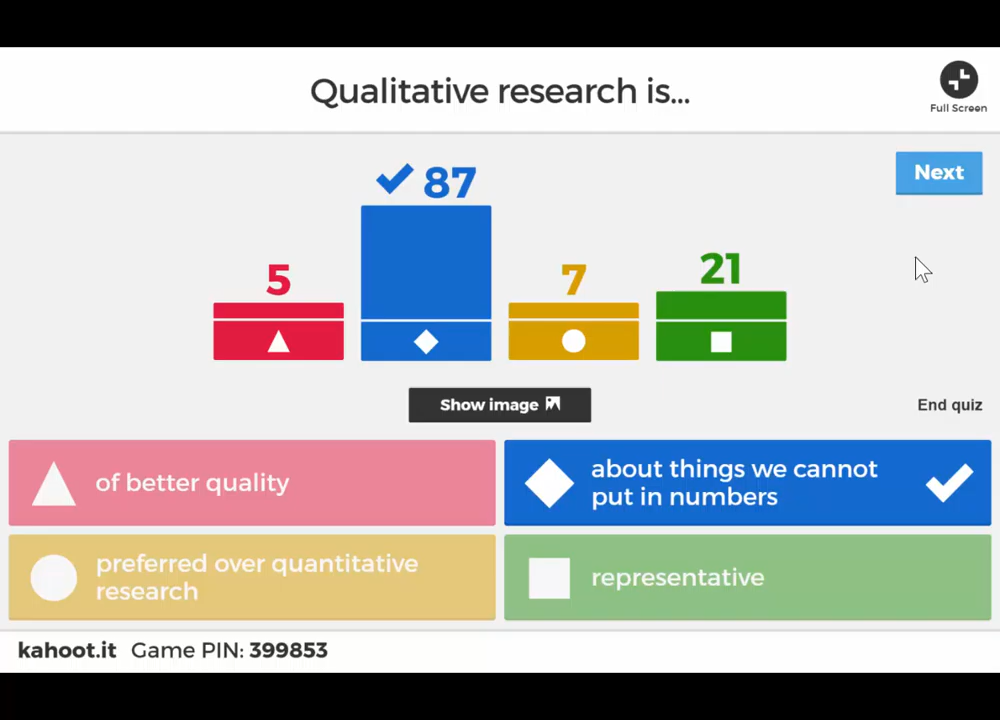 Qualitative research is...
Full Screen
Next
87
5
7
21
Show image
End quiz
of better quality
about things we cannot
put in numbers
preferred over quantitative
research
representative
kahoot.it Game PIN: 399853